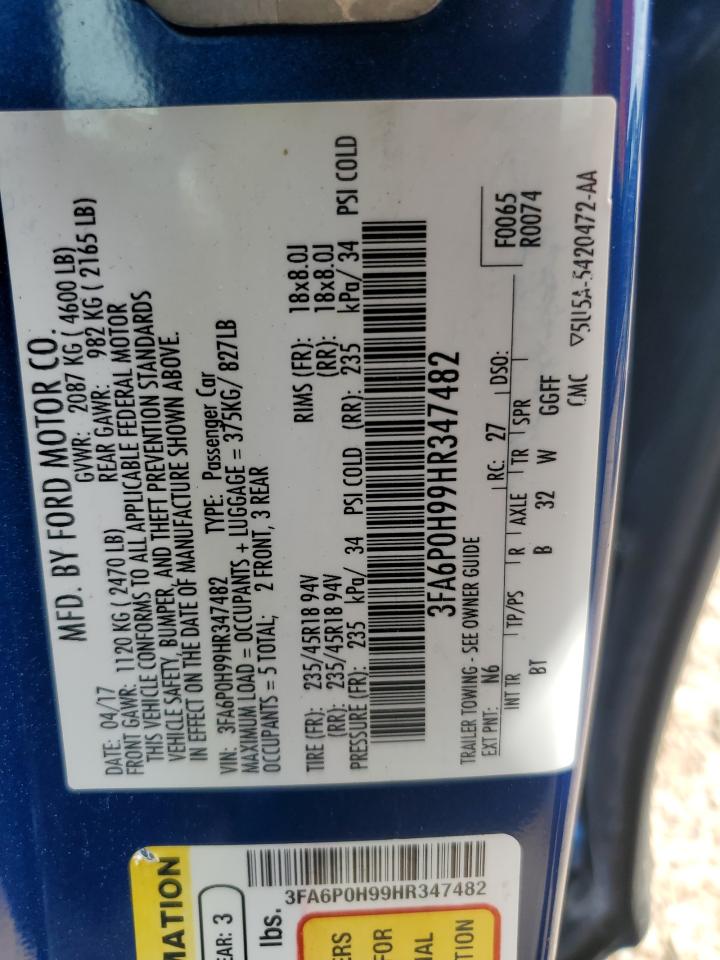 MFD. BY FORD MOTOR CO.
DATE: 04/17 GVWR: 2087 KG ( 4600 LB)
FRONT GAWR: 1120 KG ( 2470 LB) REAR GAWR: 982 KG ( 2165 LB)
THIS VEHICLE CONFORMS TO ALL APPLICABLE FEDERAL MOTOR
VEHICLE SAFETY, BUMPER, AND THEFT PREVENTION STANDARDS
IN EFFECT ON THE DATE OF MANUFACTURE SHOWN ABOVE.
VIN: 3FA6P0H99HR347482 TYPE: Passenger Car
MAXIMUM LOAD = OCCUPANTS + LUGGAGE = 375KG/ 827LB
OCCUPANTS = 5 TOTAL; 2 FRONT, 3 REAR
TIRE (FR): 235/45R18 94V RIMS (FR): 18x8.0J
(RR): 235/45R18 94V (RR): 18x8.0J
PRESSURE (FR): 235 kPa/ 34 PSI COLD (RR): 235 kPa/ 34 PSI COLD
3FA6P0H99HR347482
TRAILER TOWING - SEE OWNER GUIDE
F0065
R0074
EXT PNT: N6 RC: 27 DSO:
INT TR TP/PS R AXLE TR SPR
BT B 32 W GGFF
CMC ▽5U5A-5420472-AA
MATION
EAR: 3
lbs.
3FA6P0H99HR347482
ERS
FOR
NAL
TION